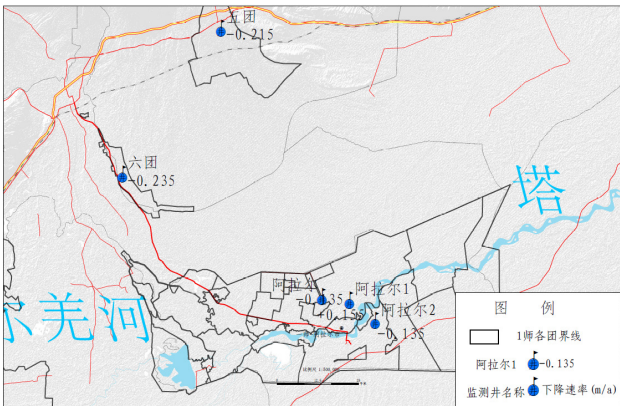 五团
-0.215
六团
-0.235
塔
阿拉尔
-0.135
阿拉尔1
+0.155
阿拉尔2
-0.135
尔羌河
图 例
1师各团界线
阿拉尔1 -0.135
监测井名称 下降速率(m/a)